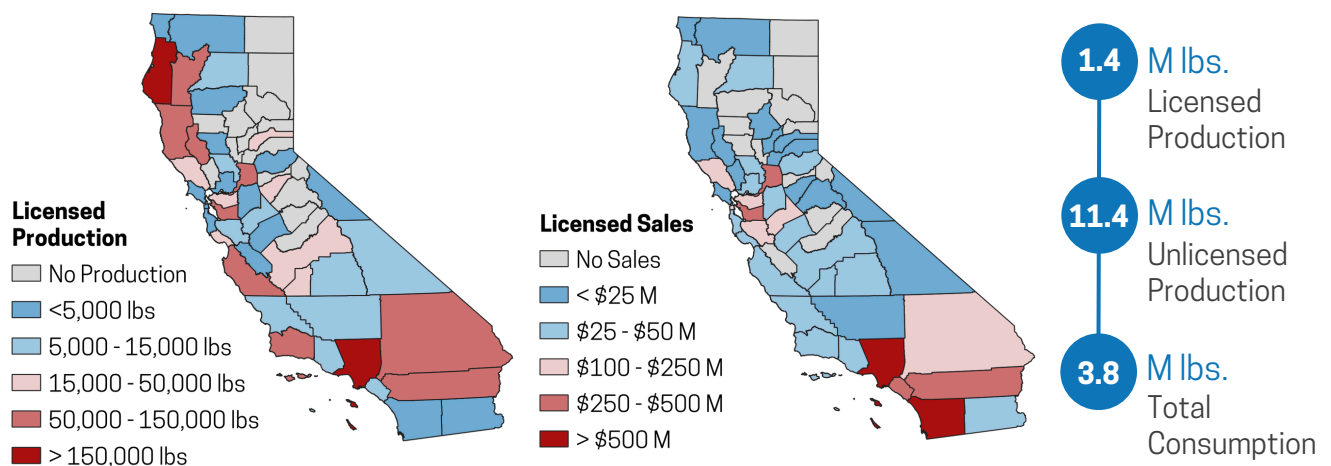 Licensed
Production
No Production
<5,000 lbs
5,000 - 15,000 lbs
15,000 - 50,000 lbs
50,000 - 150,000 lbs
> 150,000 lbs
Licensed Sales
No Sales
< $25 M
$25 - $50 M
$100 - $250 M
$250 - $500 M
> $500 M
1.4 M lbs.
Licensed
Production
11.4 M lbs.
Unlicensed
Production
3.8 M lbs.
Total
Consumption